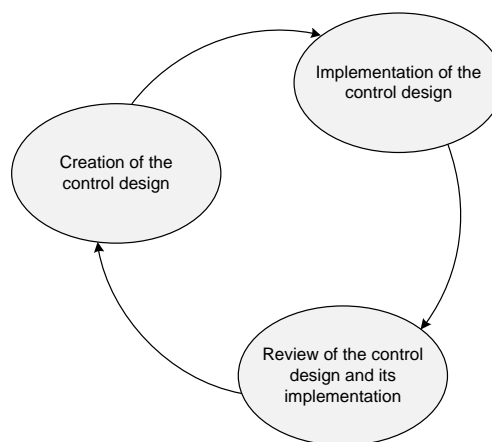 Implementation of the
control design
Creation of the
control design
Review of the control
design and its
implementation